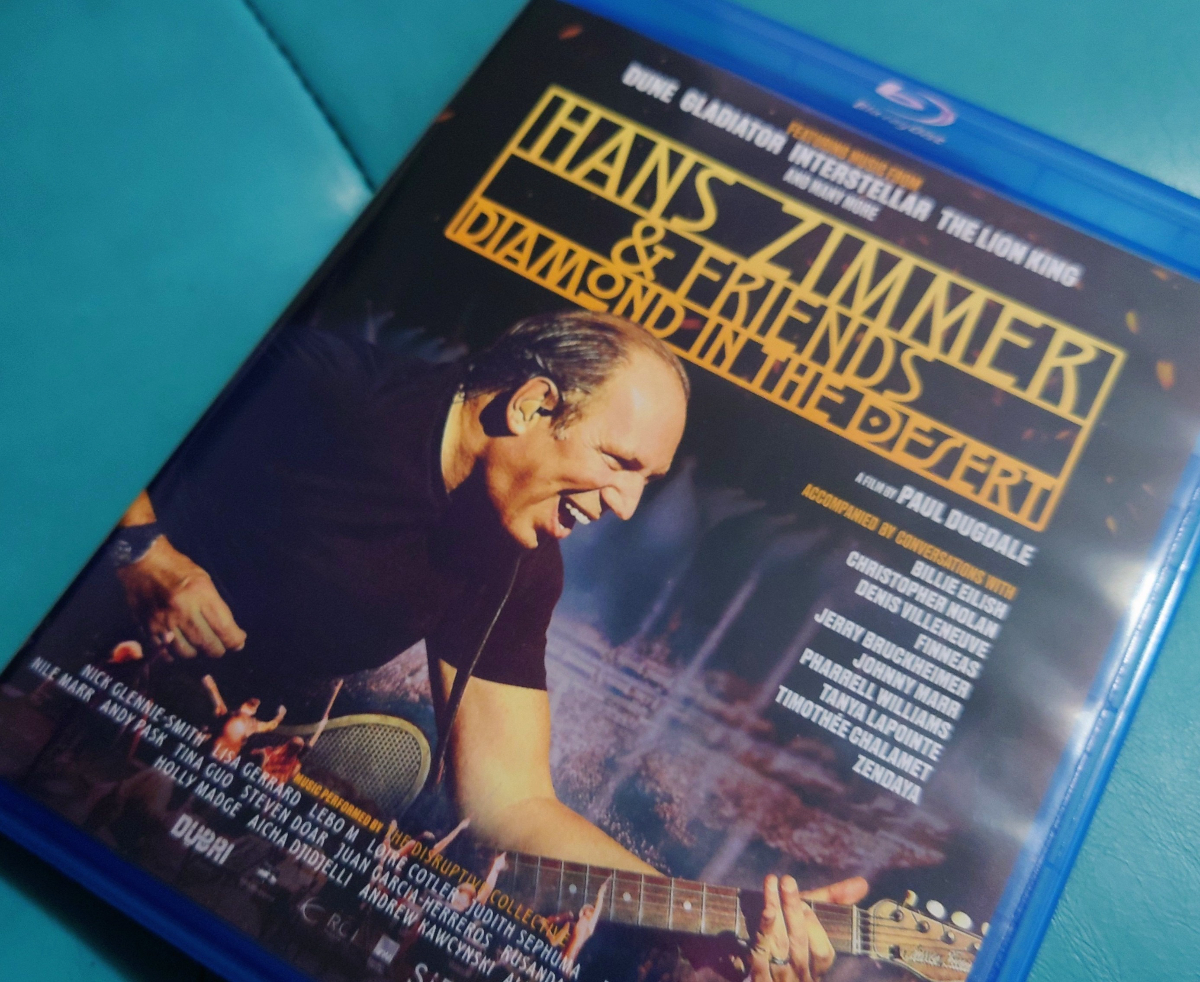 Blu-ray Disc
FEATURING MUSIC FROM
DUNE GLADIATOR INTERSTELLAR THE LION KING
AND MANY MORE
HANS ZIMMER
& FRIENDS
DIAMOND IN THE DESERT
A FILM BY PAUL DUGDALE
ACCOMPANIED BY CONVERSATIONS WITH
BILLIE EILISH
CHRISTOPHER NOLAN
DENIS VILLENEUVE
FINNEAS
JERRY BRUCKHEIMER
JOHNNY MARR
PHARRELL WILLIAMS
TANYA LAPOINTE
TIMOTHÉE CHALAMET
ZENDAYA
MUSIC PERFORMED BY THE DISRUPTIVE COLLECTIVE
NICK GLENNIE-SMITH LISA GERRARD LEBO M LOIRE COTLER JUDITH SEPHUMA
NILE MARR ANDY PASK TINA GUO STEVEN DOAR JUAN GARCIA-HERREROS RUSANDA
HOLLY MADGE AICHA DJIDJELLI ANDREW KAWCZYNSKI
DUBAI
RCI